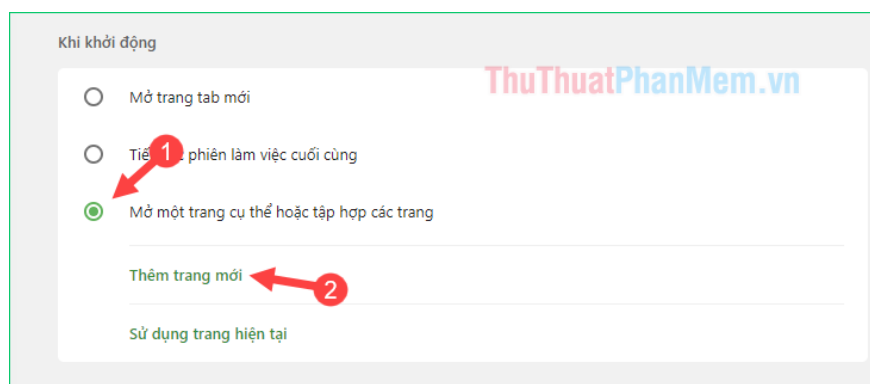 Khi khởi động
ThuThuatPhanMem.vn
Mở trang tab mới
1
phiên làm việc cuối cùng
Mở một trang cụ thể hoặc tập hợp các trang
Thêm trang mới
2
Sử dụng trang hiện tại